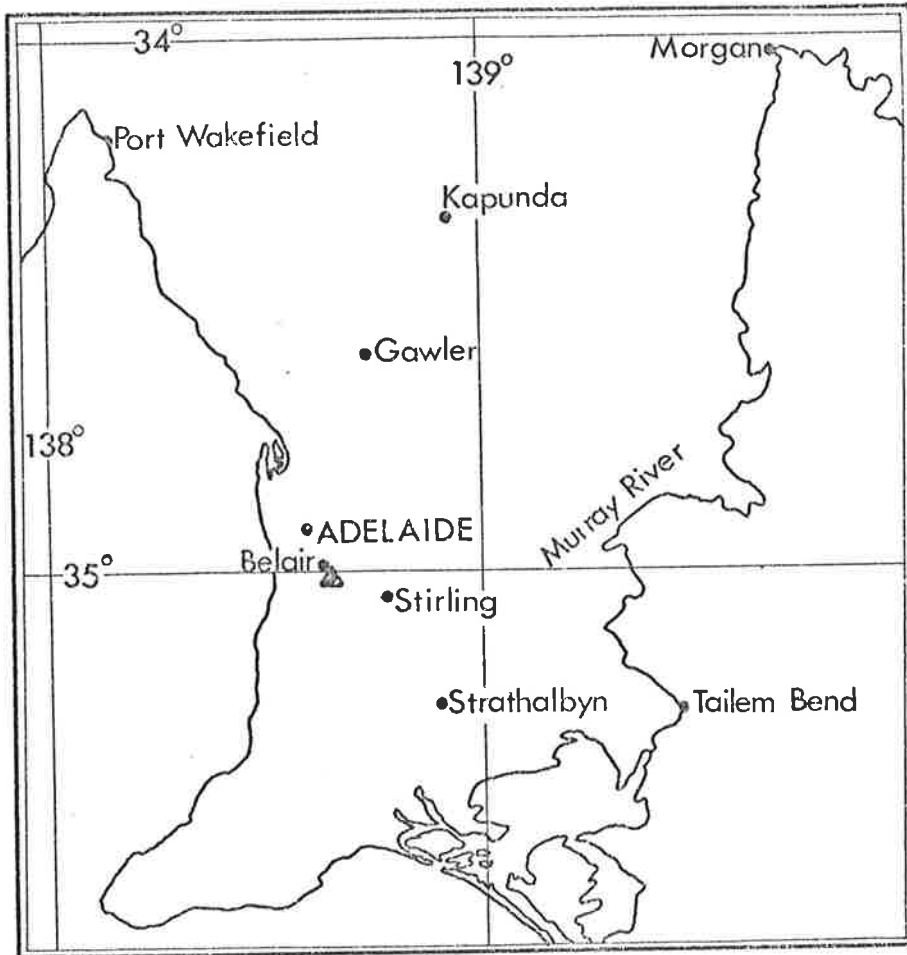 34°
139°
Morgan
Port Wakefield
Kapunda
Gawler
138°
Murray River
ADELAIDE
Belair
35°
Stirling
Strathalbyn
Tailem Bend